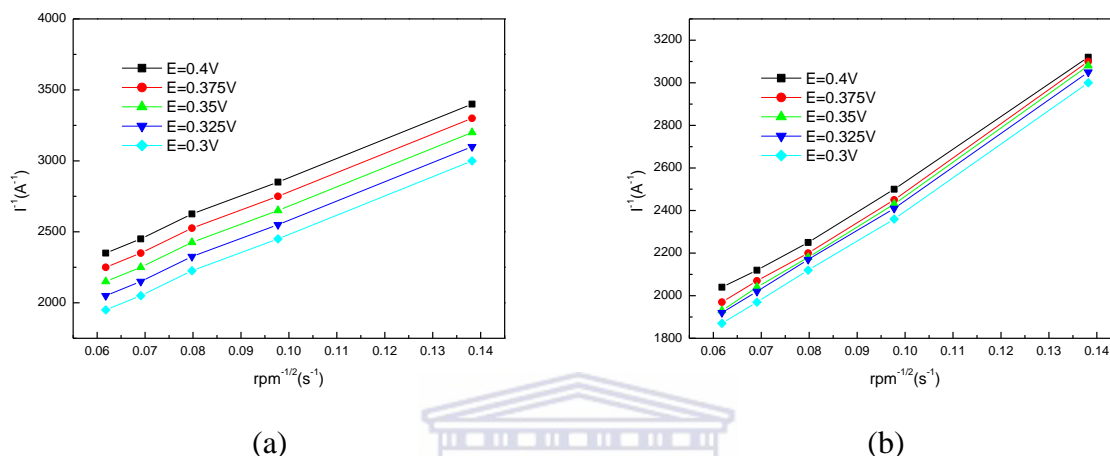 4000
3500
3000
2500
2000
I⁻¹(A⁻¹)
E=0.4V
E=0.375V
E=0.35V
E=0.325V
E=0.3V
0.06 0.07 0.08 0.09 0.10 0.11 0.12 0.13 0.14
rpm⁻¹/²(s⁻¹)
(a)
3200
3000
2800
2600
2400
2200
2000
1800
I⁻¹(A⁻¹)
E=0.4V
E=0.375V
E=0.35V
E=0.325V
E=0.3V
0.06 0.07 0.08 0.09 0.10 0.11 0.12 0.13 0.14
rpm⁻¹/²(s⁻¹)
(b)